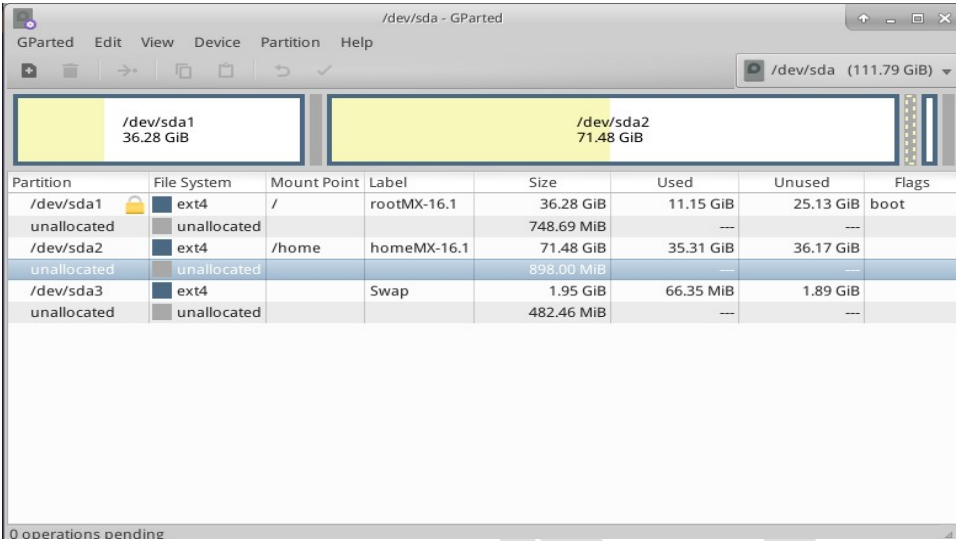 /dev/sda - GParted
GParted Edit View Device Partition Help
/dev/sda (111.79 GiB)
/dev/sda1
36.28 GiB
/dev/sda2
71.48 GiB
Partition File System Mount Point Label Size Used Unused Flags
/dev/sda1 ext4 / rootMX-16.1 36.28 GiB 11.15 GiB 25.13 GiB boot
unallocated unallocated 748.69 MiB --- ---
/dev/sda2 ext4 /home homeMX-16.1 71.48 GiB 35.31 GiB 36.17 GiB
unallocated unallocated 898.00 MiB --- ---
/dev/sda3 ext4 Swap 1.95 GiB 66.35 MiB 1.89 GiB
unallocated unallocated 482.46 MiB --- ---
0 operations pending